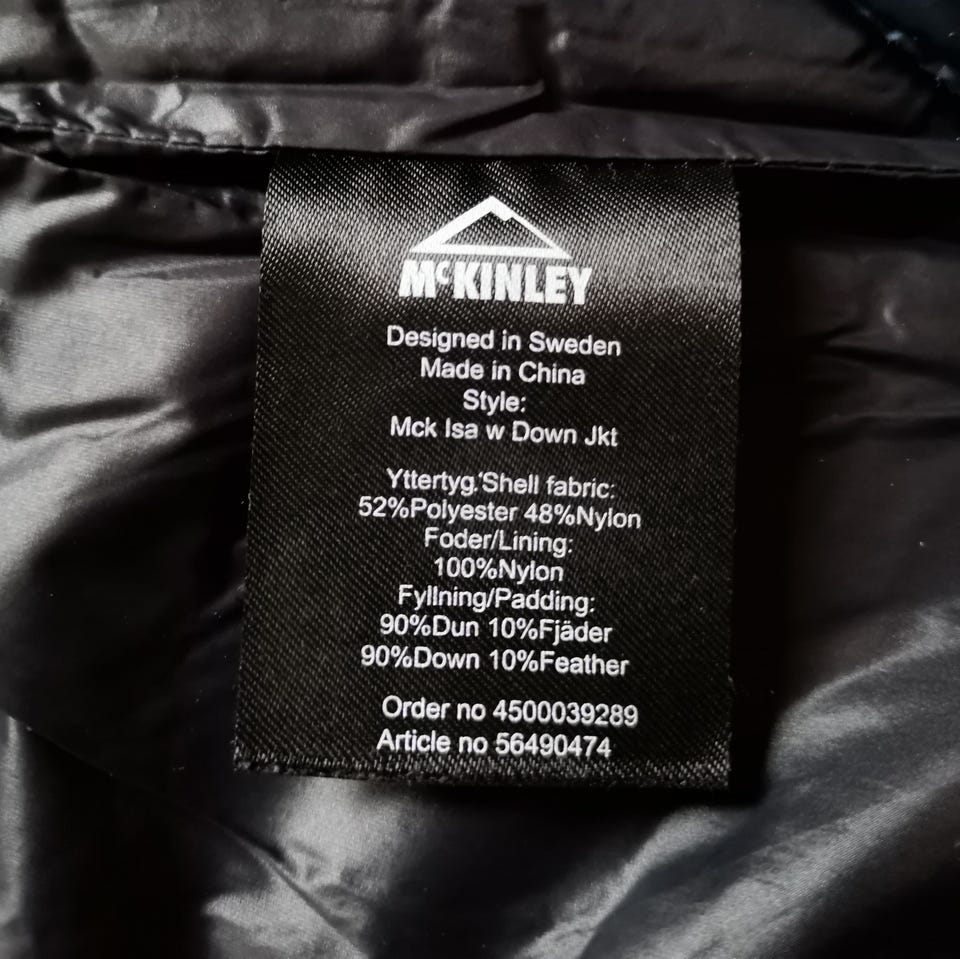 McKINLEY
Designed in Sweden
Made in China
Style:
Mck Isa w Down Jkt
Yttertyg/Shell fabric:
52%Polyester 48%Nylon
Foder/Lining:
100%Nylon
Fyllning/Padding:
90%Dun 10%Fjäder
90%Down 10%Feather
Order no 4500039289
Article no 56490474